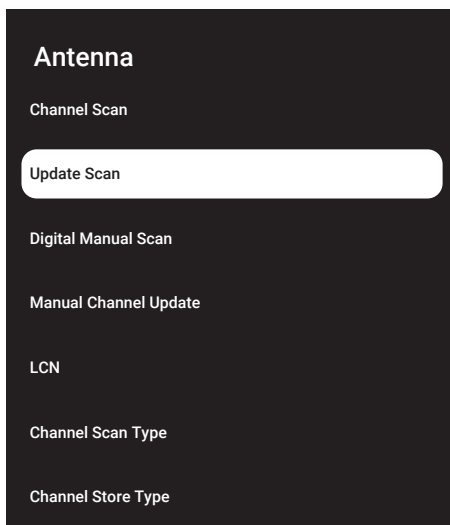 Antenna
Channel Scan
Update Scan
Digital Manual Scan
Manual Channel Update
LCN
Channel Scan Type
Channel Store Type